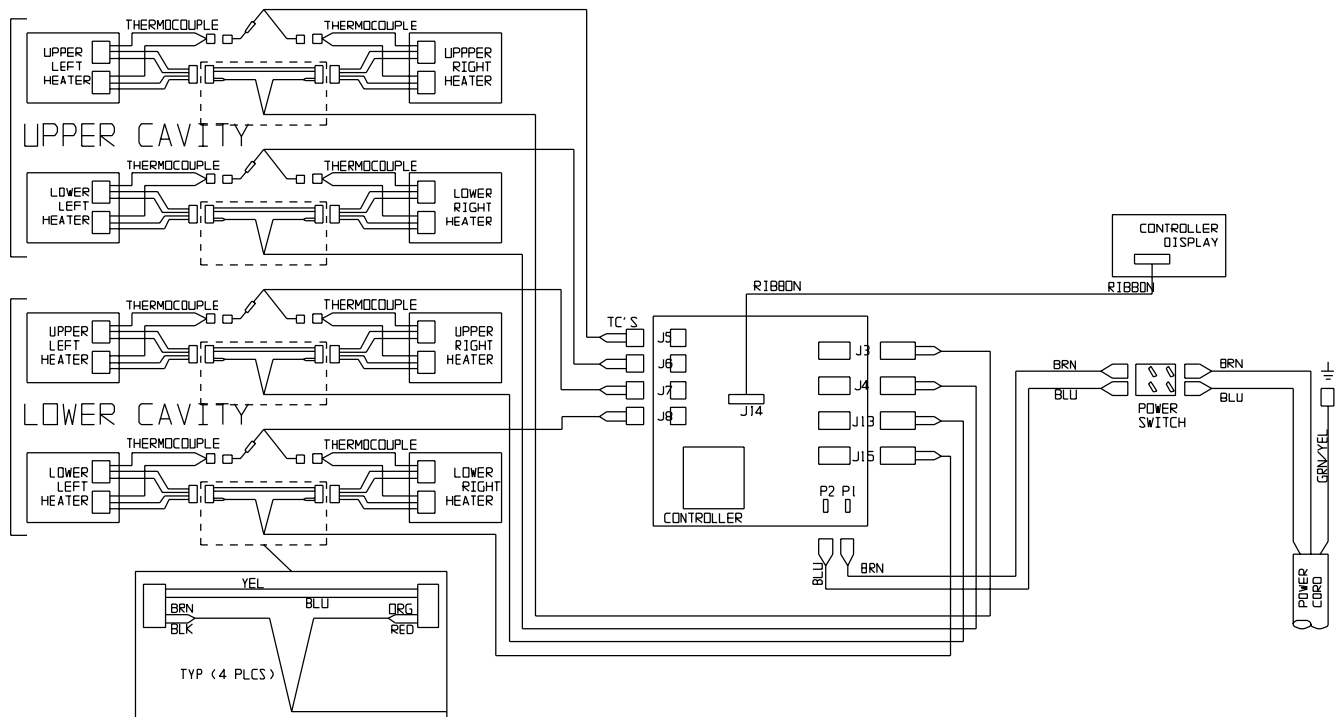 THERMOCOUPLE
THERMOCOUPLE
UPPPER
LEFT
HEATER
UPPPER
RIGHT
HEATER
UPPER CAVITY
THERMOCOUPLE
THERMOCOUPLE
LOWER
LEFT
HEATER
LOWER
RIGHT
HEATER
THERMOCOUPLE
THERMOCOUPLE
UPPER
LEFT
HEATER
UPPER
RIGHT
HEATER
LOWER CAVITY
THERMOCOUPLE
THERMOCOUPLE
LOWER
LEFT
HEATER
LOWER
RIGHT
HEATER
YEL
BLU
BRN
BLK
ORG
RED
TYP (4 PLCS)
TC'S
J5
J6
J7
J8
RIBBON
RIBBON
CONTROLLER
DISPLAY
J14
J3
J4
J13
J15
P2 P1
CONTROLLER
BLU
BRN
BRN
BLU
POWER
SWITCH
BRN
BLU
GRN/YEL
POWER
CORD